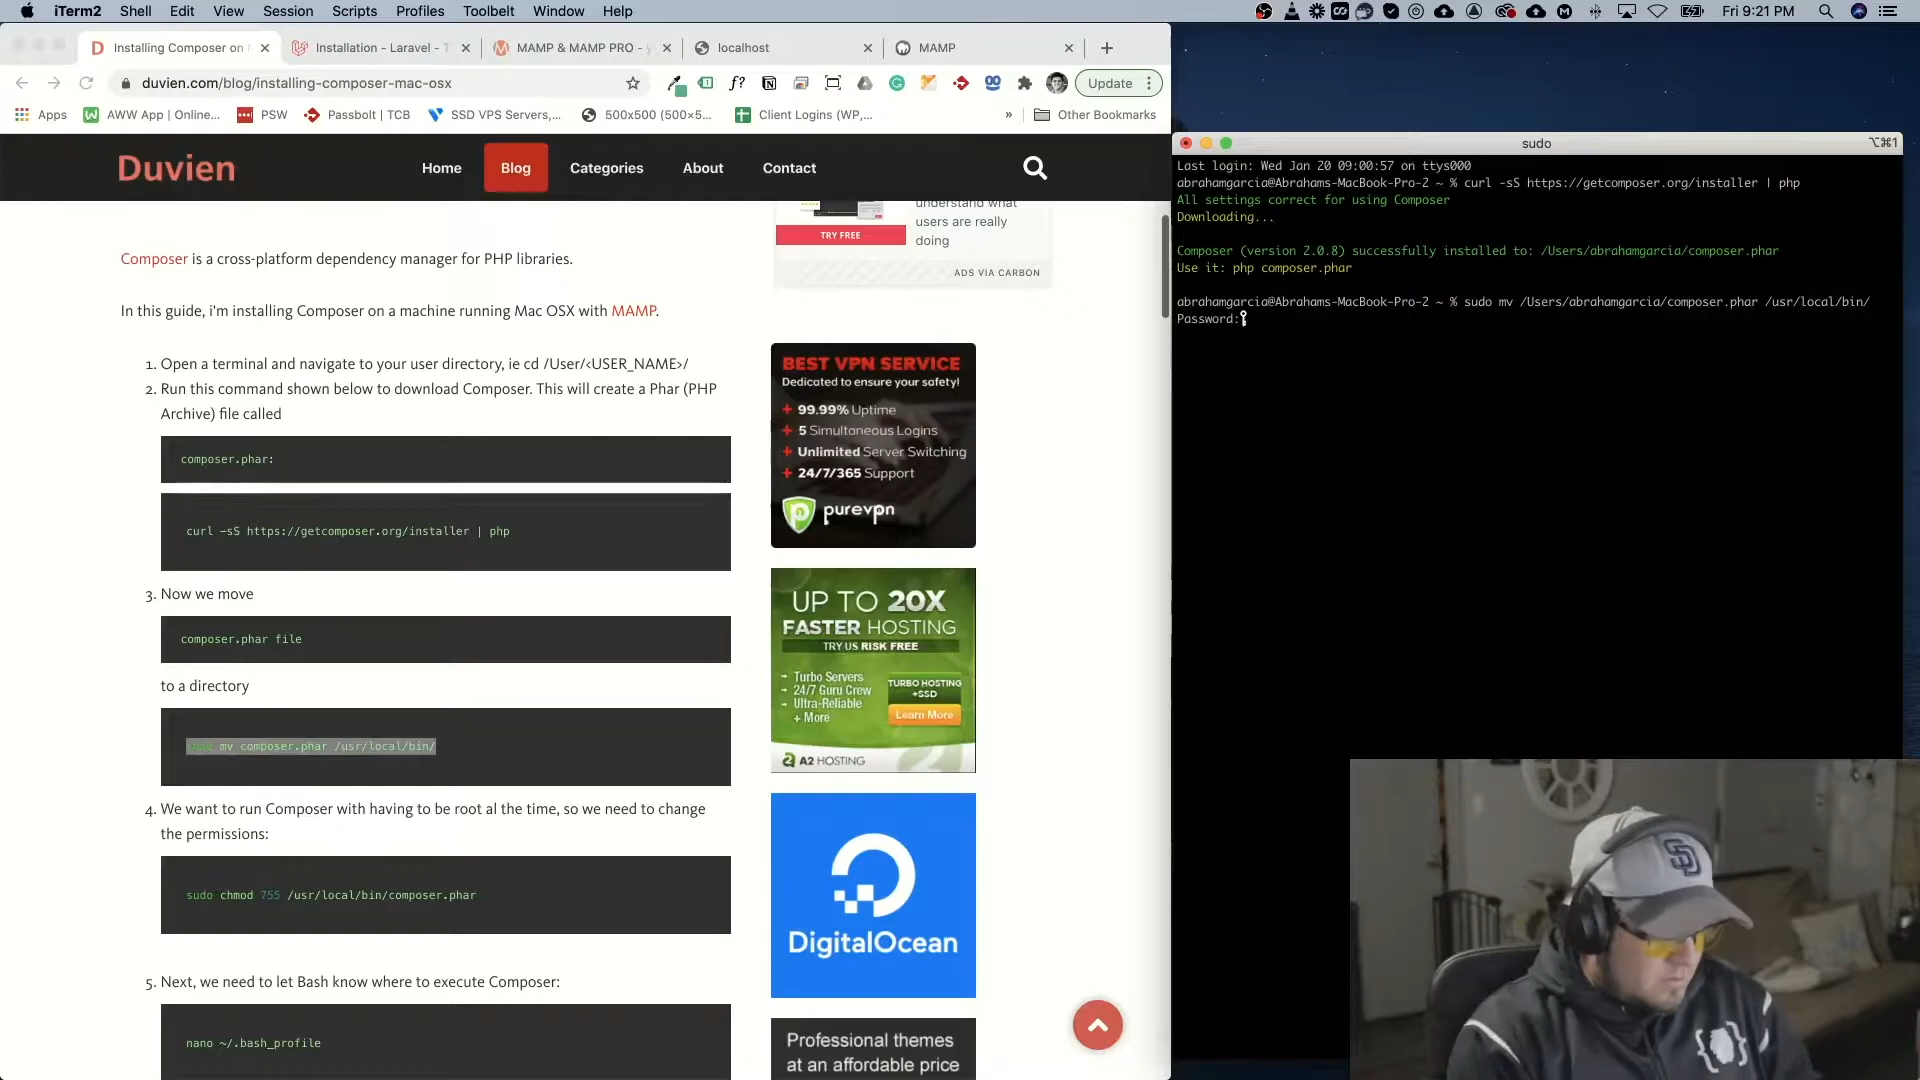 iTerm2 Shell Edit View Session Scripts Profiles Toolbelt Window Help
Fri 9:21 PM
Installing Composer on
Installation - Laravel - T
MAMP & MAMP PRO - y
localhost
MAMP
duvien.com/blog/installing-composer-mac-osx
Update
Apps
AWW App | Online...
PSW
Passbolt | TCB
SSD VPS Servers,...
500x500 (500×5...
Client Logins (WP,...
»
Other Bookmarks
Duvien
Home
Blog
Categories
About
Contact
understand what
users are really
doing
TRY FREE
ADS VIA CARBON
Composer is a cross-platform dependency manager for PHP libraries.
In this guide, i'm installing Composer on a machine running Mac OSX with MAMP.
1. Open a terminal and navigate to your user directory, ie cd /User/<USER_NAME>/
2. Run this command shown below to download Composer. This will create a Phar (PHP
Archive) file called
composer.phar:
curl -sS https://getcomposer.org/installer | php
3. Now we move
composer.phar file
to a directory
sudo mv composer.phar /usr/local/bin/
4. We want to run Composer with having to be root al the time, so we need to change
the permissions:
sudo chmod 755 /usr/local/bin/composer.phar
5. Next, we need to let Bash know where to execute Composer:
nano ~/.bash_profile
BEST VPN SERVICE
Dedicated to ensure your safety!
+ 99.99% Uptime
+ 5 Simultaneous Logins
+ Unlimited Server Switching
+ 24/7/365 Support
purevpn
UP TO 20X
FASTER HOSTING
TRY US RISK FREE
- Turbo Servers
- 24/7 Guru Crew
- Ultra-Reliable
+ More
TURBO HOSTING
+SSD
Learn More
A2 HOSTING
DigitalOcean
Professional themes
at an affordable price
sudo
⌥⌘1
Last login: Wed Jan 20 09:00:57 on ttys000
abrahamgarcia@Abrahams-MacBook-Pro-2 ~ % curl -sS https://getcomposer.org/installer | php
All settings correct for using Composer
Downloading...
Composer (version 2.0.8) successfully installed to: /Users/abrahamgarcia/composer.phar
Use it: php composer.phar
abrahamgarcia@Abrahams-MacBook-Pro-2 ~ % sudo mv /Users/abrahamgarcia/composer.phar /usr/local/bin/
Password:
SD